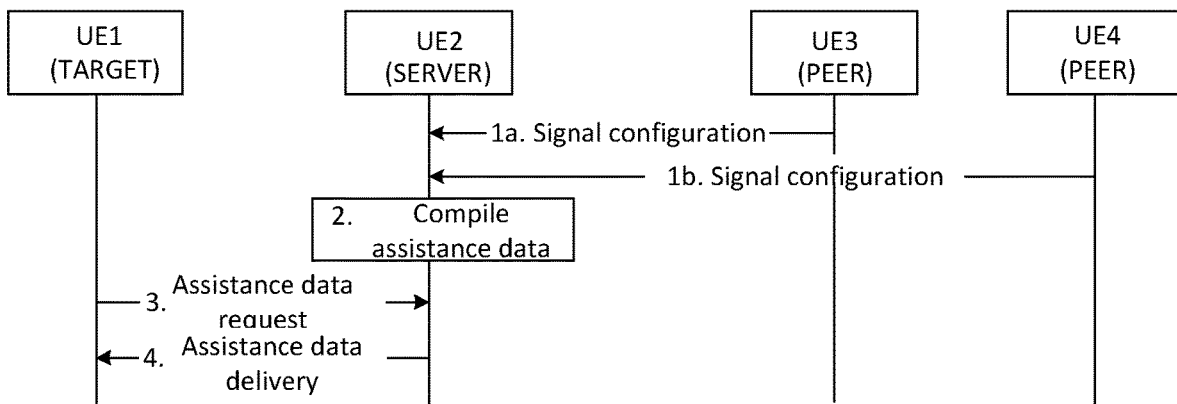 UE1
(TARGET)
UE2
(SERVER)
UE3
(PEER)
UE4
(PEER)
1a. Signal configuration
1b. Signal configuration
2. Compile
assistance data
3. Assistance data
request
4. Assistance data
delivery